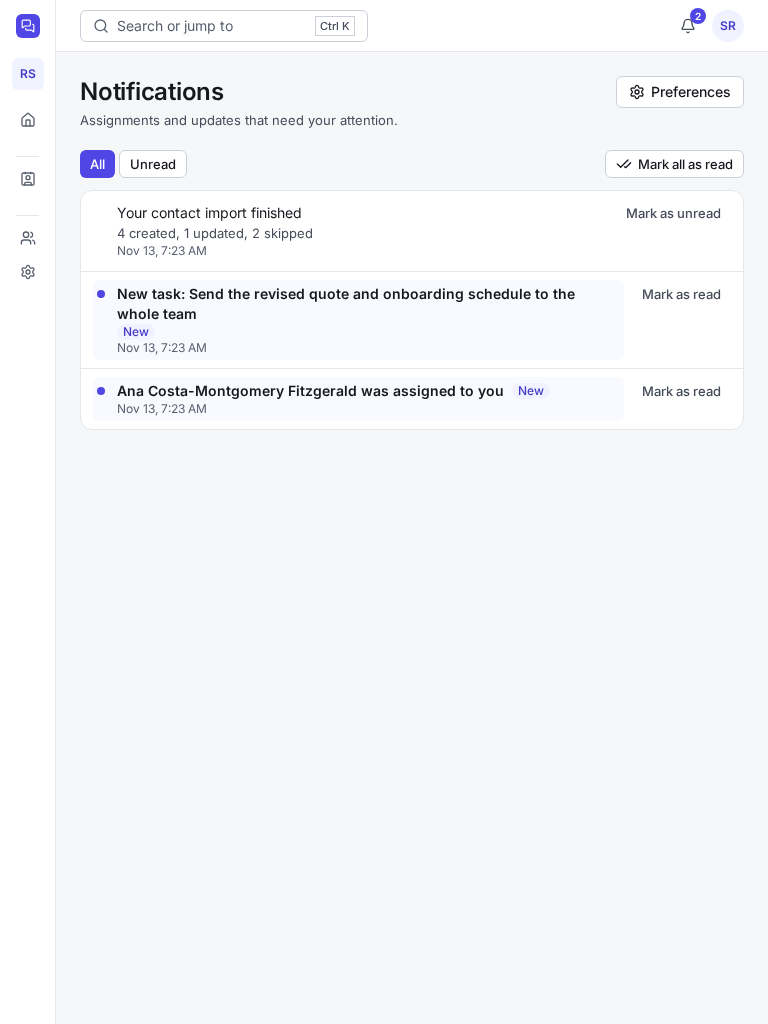 Search or jump to
Ctrl K
2
SR
RS
Notifications
Preferences
Assignments and updates that need your attention.
All
Unread
Mark all as read
Your contact import finished
Mark as unread
4 created, 1 updated, 2 skipped
Nov 13, 7:23 AM
New task: Send the revised quote and onboarding schedule to the
whole team
Mark as read
New
Nov 13, 7:23 AM
Ana Costa-Montgomery Fitzgerald was assigned to you New
Mark as read
Nov 13, 7:23 AM